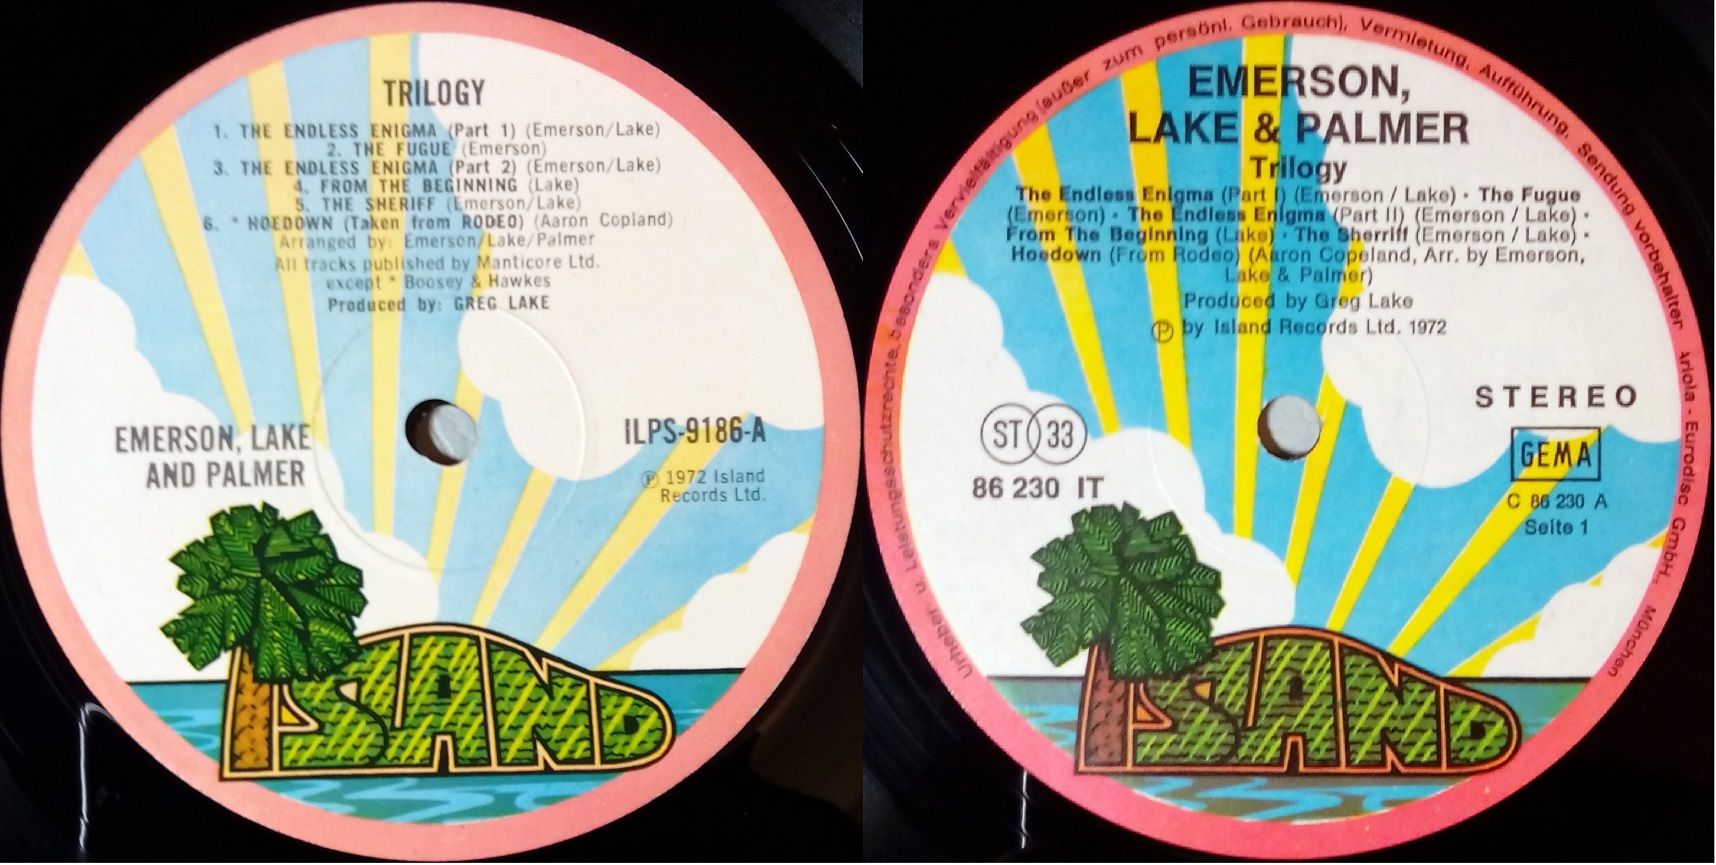 TRILOGY
1. THE ENDLESS ENIGMA (Part 1) (Emerson/Lake)
2. THE FUGUE (Emerson)
3. THE ENDLESS ENIGMA (Part 2) (Emerson/Lake)
4. FROM THE BEGINNING (Lake)
5. THE SHERIFF (Emerson/Lake)
6. * HOEDOWN (Taken from RODEO) (Aaron Copland)
Arranged by: Emerson/Lake/Palmer
All tracks published by Manticore Ltd.
except * Boosey & Hawkes
Produced by: GREG LAKE
EMERSON, LAKE
AND PALMER
ILPS-9186-A
℗ 1972 Island
Records Ltd.
ISLAND
Urheber u. Leistungsschutzrechte, besonders Vervielfältigung (außer zum persönl. Gebrauch), Vermietung, Aufführung, Sendung vorbehalten Ariola - Eurodisc GmbH., München
EMERSON,
LAKE & PALMER
Trilogy
The Endless Enigma (Part I) (Emerson / Lake) · The Fugue
(Emerson) · The Endless Enigma (Part II) (Emerson / Lake) ·
From The Beginning (Lake) · The Sherriff (Emerson / Lake) ·
Hoedown (From Rodeo) (Aaron Copeland, Arr. by Emerson,
Lake & Palmer)
Produced by Greg Lake
℗ by Island Records Ltd. 1972
STEREO
ST 33
86 230 IT
GEMA
C 86 230 A
Seite 1
ISLAND